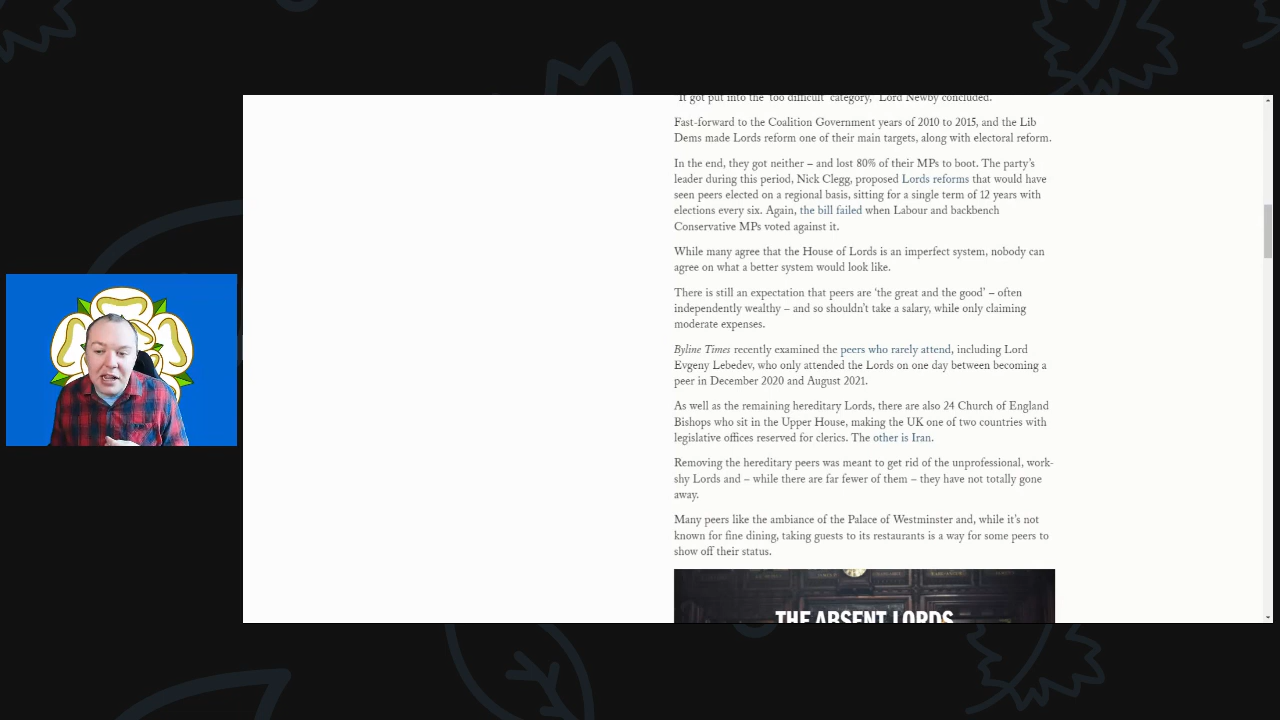 "It got put into the 'too difficult' category," Lord Newby concluded.
Fast-forward to the Coalition Government years of 2010 to 2015, and the Lib
Dems made Lords reform one of their main targets, along with electoral reform.
In the end, they got neither – and lost 80% of their MPs to boot. The party's
leader during this period, Nick Clegg, proposed Lords reforms that would have
seen peers elected on a regional basis, sitting for a single term of 12 years with
elections every six. Again, the bill failed when Labour and backbench
Conservative MPs voted against it.
While many agree that the House of Lords is an imperfect system, nobody can
agree on what a better system would look like.
There is still an expectation that peers are 'the great and the good' – often
independently wealthy – and so shouldn't take a salary, while only claiming
moderate expenses.
Byline Times recently examined the peers who rarely attend, including Lord
Evgeny Lebedev, who only attended the Lords on one day between becoming a
peer in December 2020 and August 2021.
As well as the remaining hereditary Lords, there are also 24 Church of England
Bishops who sit in the Upper House, making the UK one of two countries with
legislative offices reserved for clerics. The other is Iran.
Removing the hereditary peers was meant to get rid of the unprofessional, work-
shy Lords and – while there are far fewer of them – they have not totally gone
away.
Many peers like the ambiance of the Palace of Westminster and, while it's not
known for fine dining, taking guests to its restaurants is a way for some peers to
show off their status.
THE ABSENT LORDS